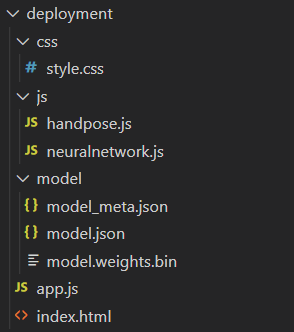 deployment
css
# style.css
js
JS handpose.js
JS neuralnetwork.js
model
{} model_meta.json
{} model.json
model.weights.bin
JS app.js
<> index.html